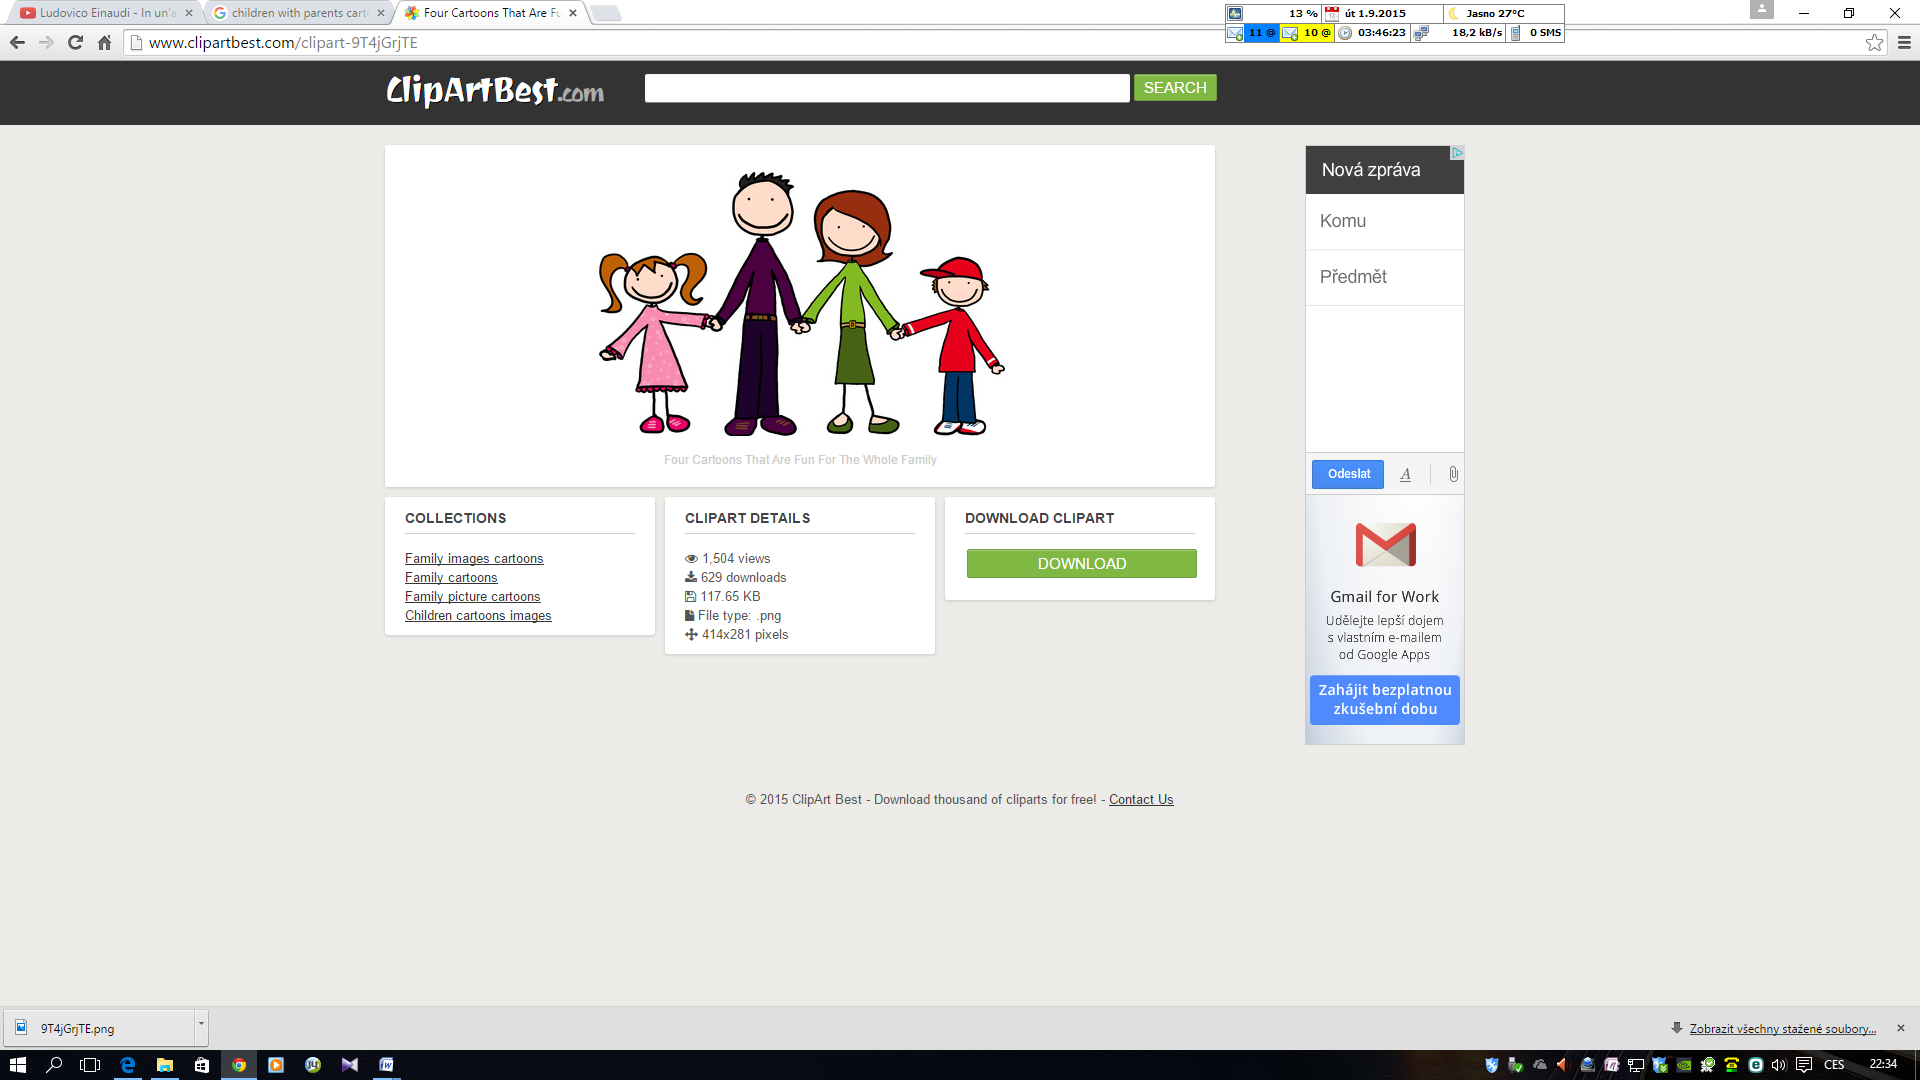 Ludovico Einaudi - In un'a
children with parents cart
Four Cartoons That Are Fu
13 %
út 1.9.2015
Jasno 27°C
11 @
10 @
03:46:23
18,2 kB/s
0 SMS
www.clipartbest.com/clipart-9T4jGrjTE
ClipArtBest.com
SEARCH
Four Cartoons That Are Fun For The Whole Family
COLLECTIONS
Family images cartoons
Family cartoons
Family picture cartoons
Children cartoons images
CLIPART DETAILS
1,504 views
629 downloads
117.65 KB
File type: .png
414x281 pixels
DOWNLOAD CLIPART
DOWNLOAD
Nová zpráva
Komu
Předmět
Odeslat
A
Gmail for Work
Udělejte lepší dojem
s vlastním e-mailem
od Google Apps
Zahájit bezplatnou
zkušební dobu
© 2015 ClipArt Best - Download thousand of cliparts for free! - Contact Us
9T4jGrjTE.png
Zobrazit všechny stažené soubory...
CES
22:34